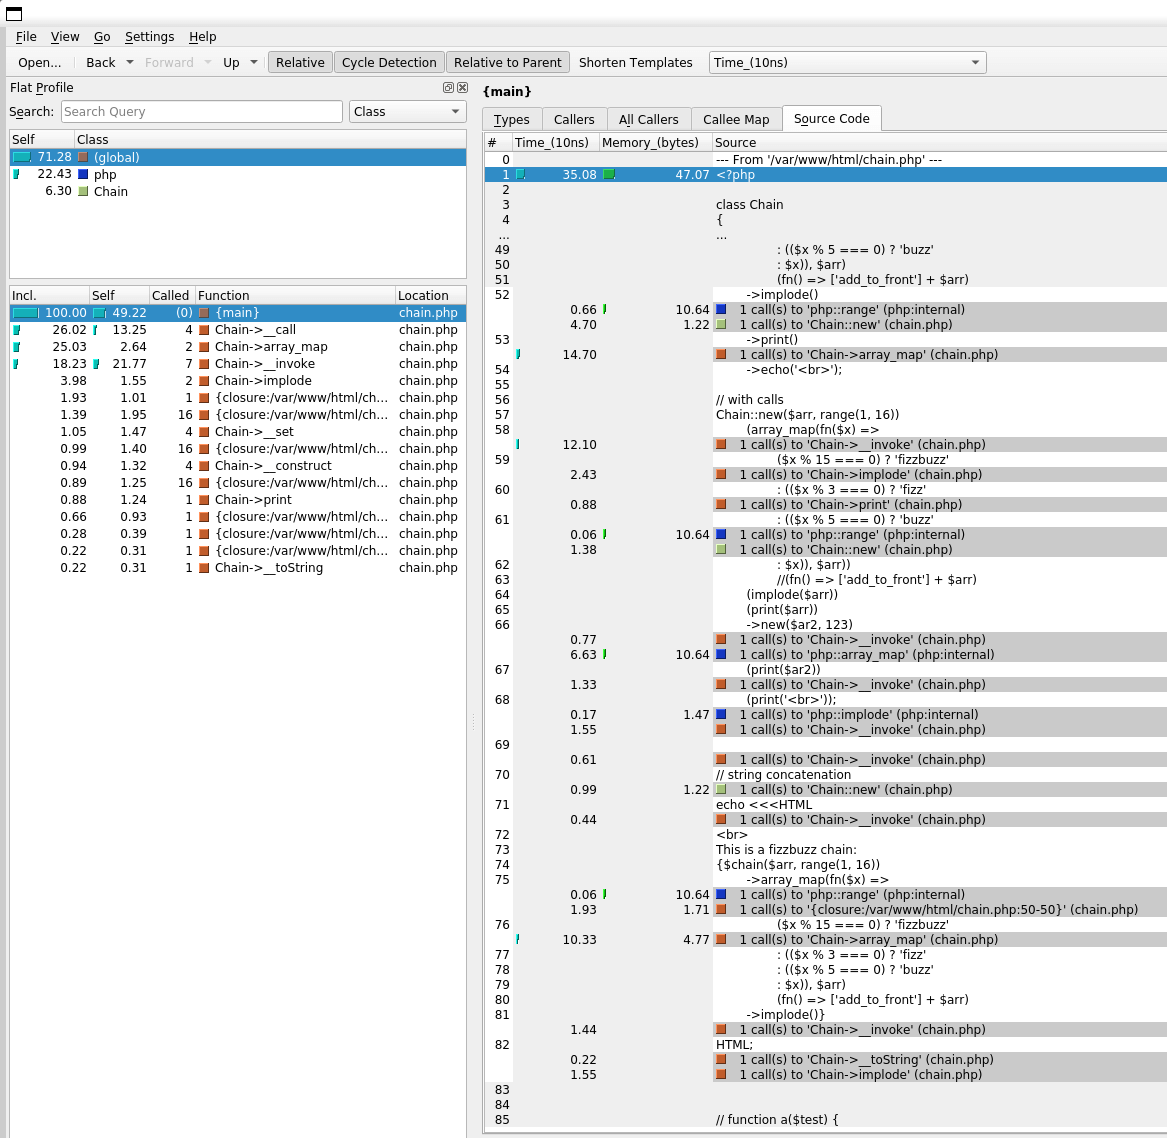 File View Go Settings Help
Open... Back Forward Up Relative Cycle Detection Relative to Parent Shorten Templates Time_(10ns)
Flat Profile
Search: Search Query Class
Self Class
71.28 (global)
22.43 php
6.30 Chain
Incl. Self Called Function Location
100.00 49.22 (0) {main} chain.php
26.02 13.25 4 Chain->__call chain.php
25.03 2.64 2 Chain->array_map chain.php
18.23 21.77 7 Chain->__invoke chain.php
3.98 1.55 2 Chain->implode chain.php
1.93 1.01 1 {closure:/var/www/html/ch... chain.php
1.39 1.95 16 {closure:/var/www/html/ch... chain.php
1.05 1.47 4 Chain->__set chain.php
0.99 1.40 16 {closure:/var/www/html/ch... chain.php
0.94 1.32 4 Chain->__construct chain.php
0.89 1.25 16 {closure:/var/www/html/ch... chain.php
0.88 1.24 1 Chain->print chain.php
0.66 0.93 1 {closure:/var/www/html/ch... chain.php
0.28 0.39 1 {closure:/var/www/html/ch... chain.php
0.22 0.31 1 {closure:/var/www/html/ch... chain.php
0.22 0.31 1 Chain->__toString chain.php
{main}
Types Callers All Callers Callee Map Source Code
# Time_(10ns) Memory_(bytes) Source
0 --- From '/var/www/html/chain.php' ---
1 35.08 47.07 <?php
2
3 class Chain
4 {
... ...
49 : (($x % 5 === 0) ? 'buzz'
50 : $x)), $arr)
51 (fn() => ['add_to_front'] + $arr)
52 ->implode()
0.66 10.64 1 call(s) to 'php::range' (php:internal)
4.70 1.22 1 call(s) to 'Chain::new' (chain.php)
53 ->print()
14.70 1 call(s) to 'Chain->array_map' (chain.php)
54 ->echo('<br>');
55
56 // with calls
57 Chain::new($arr, range(1, 16))
58 (array_map(fn($x) =>
12.10 1 call(s) to 'Chain->__invoke' (chain.php)
59 ($x % 15 === 0) ? 'fizzbuzz'
2.43 1 call(s) to 'Chain->implode' (chain.php)
60 : (($x % 3 === 0) ? 'fizz'
0.88 1 call(s) to 'Chain->print' (chain.php)
61 : (($x % 5 === 0) ? 'buzz'
0.06 10.64 1 call(s) to 'php::range' (php:internal)
1.38 1 call(s) to 'Chain::new' (chain.php)
62 : $x)), $arr))
63 //(fn() => ['add_to_front'] + $arr)
64 (implode($arr))
65 (print($arr))
66 ->new($ar2, 123)
0.77 1 call(s) to 'Chain->__invoke' (chain.php)
6.63 10.64 1 call(s) to 'php::array_map' (php:internal)
67 (print($ar2))
1.33 1 call(s) to 'Chain->__invoke' (chain.php)
68 (print('<br>'));
0.17 1.47 1 call(s) to 'php::implode' (php:internal)
1.55 1 call(s) to 'Chain->__invoke' (chain.php)
69
0.61 1 call(s) to 'Chain->__invoke' (chain.php)
70 // string concatenation
0.99 1.22 1 call(s) to 'Chain::new' (chain.php)
71 echo <<<HTML
0.44 1 call(s) to 'Chain->__invoke' (chain.php)
72 <br>
73 This is a fizzbuzz chain:
74 {$chain($arr, range(1, 16))
75 ->array_map(fn($x) =>
0.06 10.64 1 call(s) to 'php::range' (php:internal)
1.93 1.71 1 call(s) to '{closure:/var/www/html/chain.php:50-50}' (chain.php)
76 ($x % 15 === 0) ? 'fizzbuzz'
10.33 4.77 1 call(s) to 'Chain->array_map' (chain.php)
77 : (($x % 3 === 0) ? 'fizz'
78 : (($x % 5 === 0) ? 'buzz'
79 : $x)), $arr)
80 (fn() => ['add_to_front'] + $arr)
81 ->implode()}
1.44 1 call(s) to 'Chain->__invoke' (chain.php)
82 HTML;
0.22 1 call(s) to 'Chain->__toString' (chain.php)
1.55 1 call(s) to 'Chain->implode' (chain.php)
83
84
85 // function a($test) {